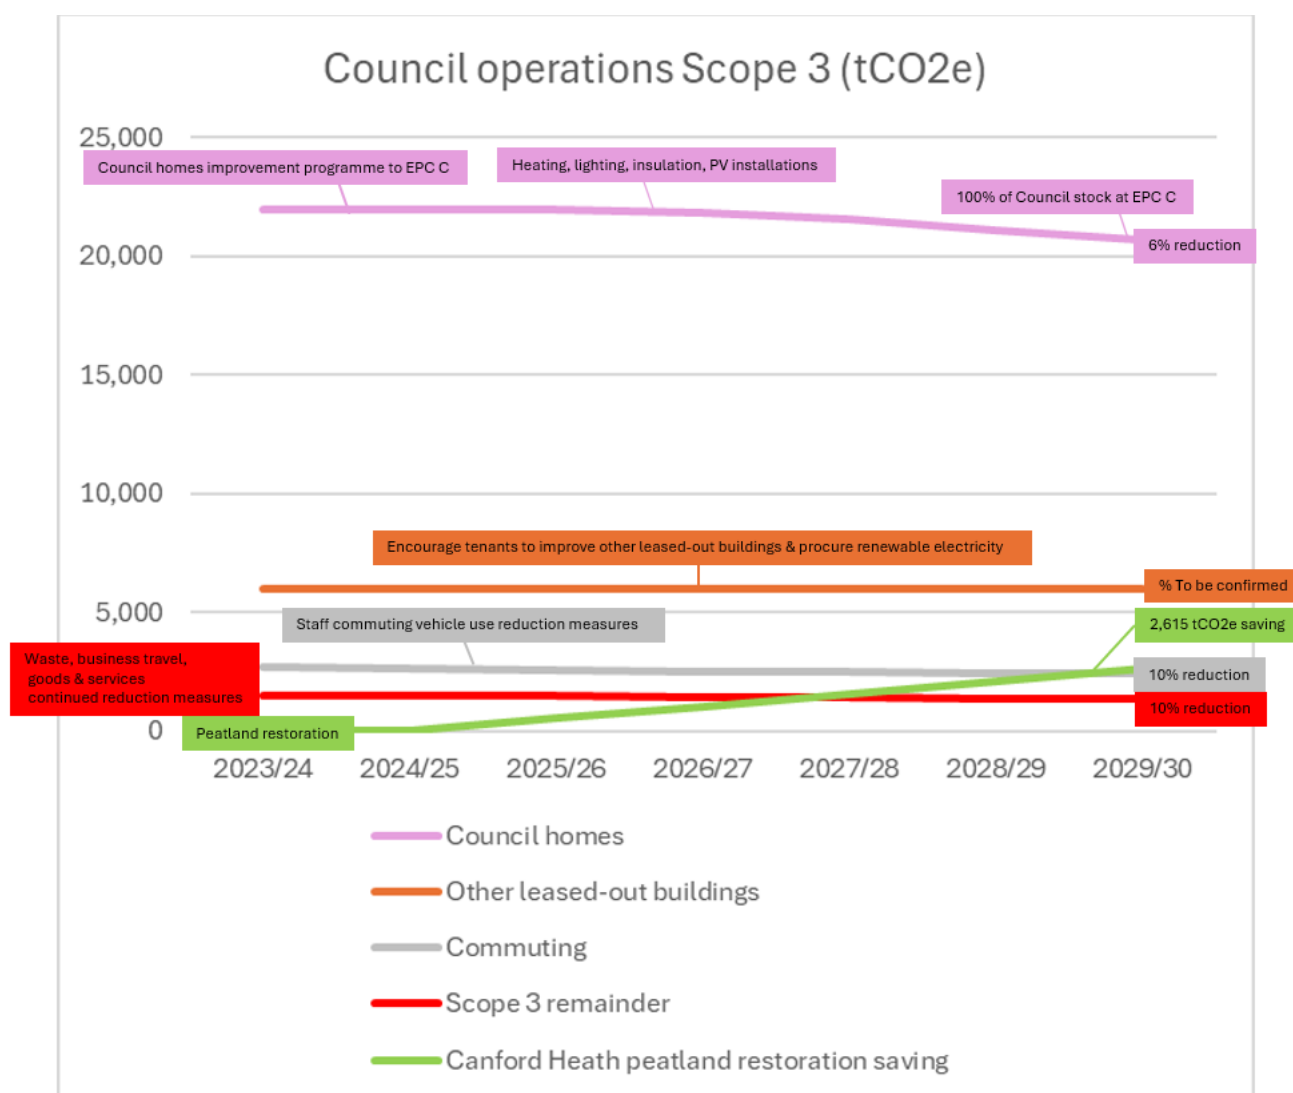 Council operations Scope 3 (tCO2e)
25,000
Council homes improvement programme to EPC C
Heating, lighting, insulation, PV installations
100% of Council stock at EPC C
6% reduction
20,000
15,000
10,000
Encourage tenants to improve other leased-out buildings & procure renewable electricity
% To be confirmed
5,000
Staff commuting vehicle use reduction measures
2,615 tCO2e saving
Waste, business travel,
goods & services
continued reduction measures
10% reduction
10% reduction
Peatland restoration
0
2023/24 2024/25 2025/26 2026/27 2027/28 2028/29 2029/30
Council homes
Other leased-out buildings
Commuting
Scope 3 remainder
Canford Heath peatland restoration saving